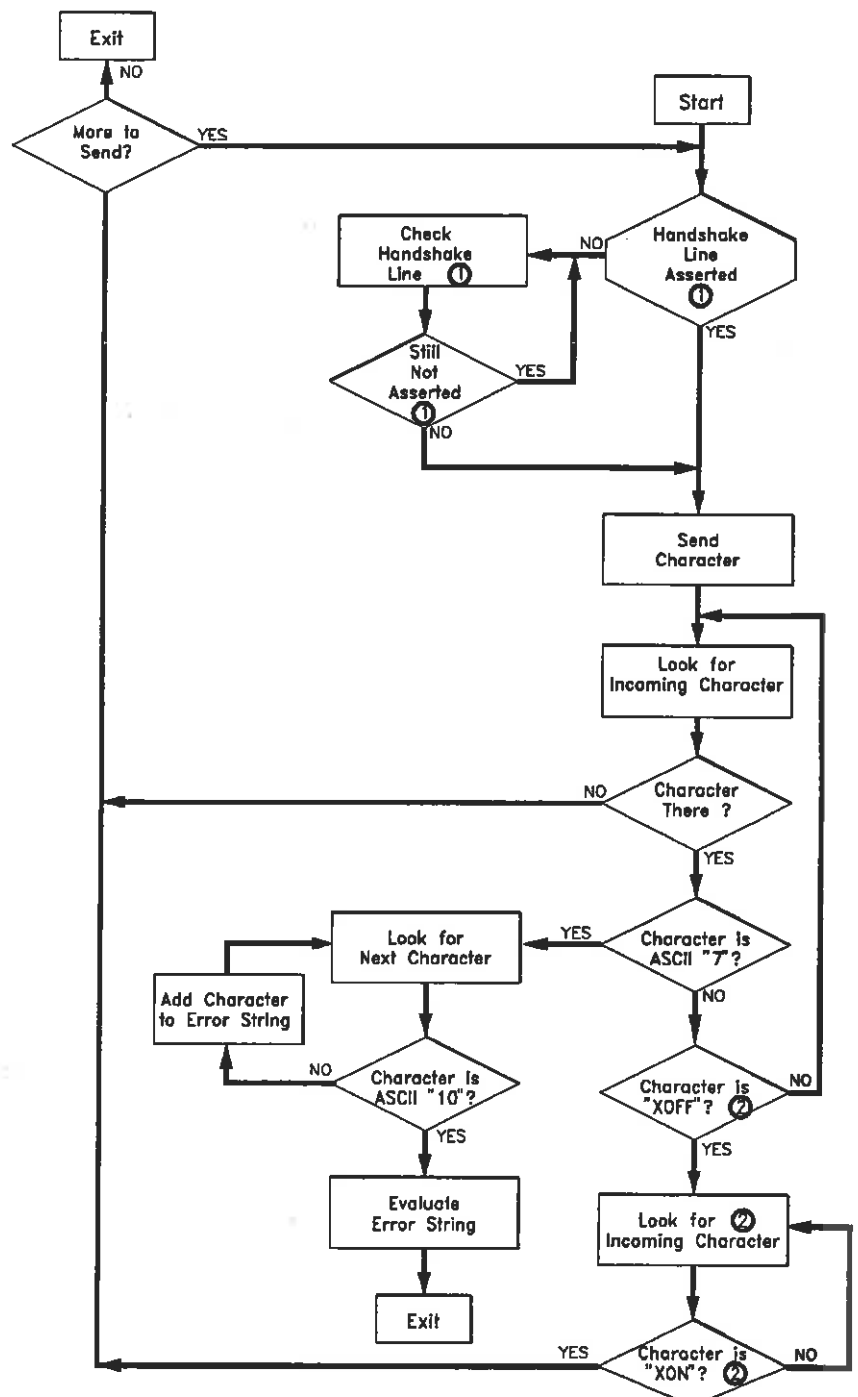 Exit
NO
Start
More to
Send?
YES
Check
Handshake
Line ①
NO
Handshake
Line
Asserted
①
YES
Still
Not
Asserted
①
YES
NO
Send
Character
Look for
Incoming Character
NO
Character
There ?
YES
Look for
Next Character
YES
Character is
ASCII "7"?
NO
Add Character
to Error String
NO
Character is
ASCII "10"?
YES
Character is
"XOFF"? ②
NO
YES
Evaluate
Error String
Look for ②
Incoming Character
Exit
YES
Character is
"XON"? ②
NO